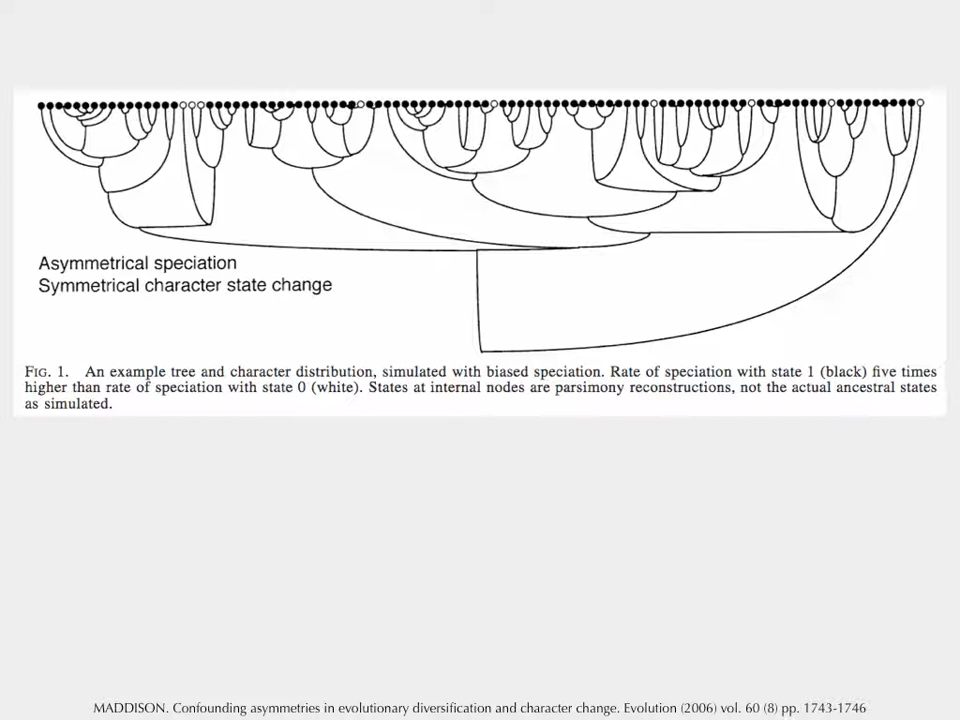 Asymmetrical speciation
Symmetrical character state change
FIG. 1. An example tree and character distribution, simulated with biased speciation. Rate of speciation with state 1 (black) five times
higher than rate of speciation with state 0 (white). States at internal nodes are parsimony reconstructions, not the actual ancestral states
as simulated.
MADDISON. Confounding asymmetries in evolutionary diversification and character change. Evolution (2006) vol. 60 (8) pp. 1743-1746